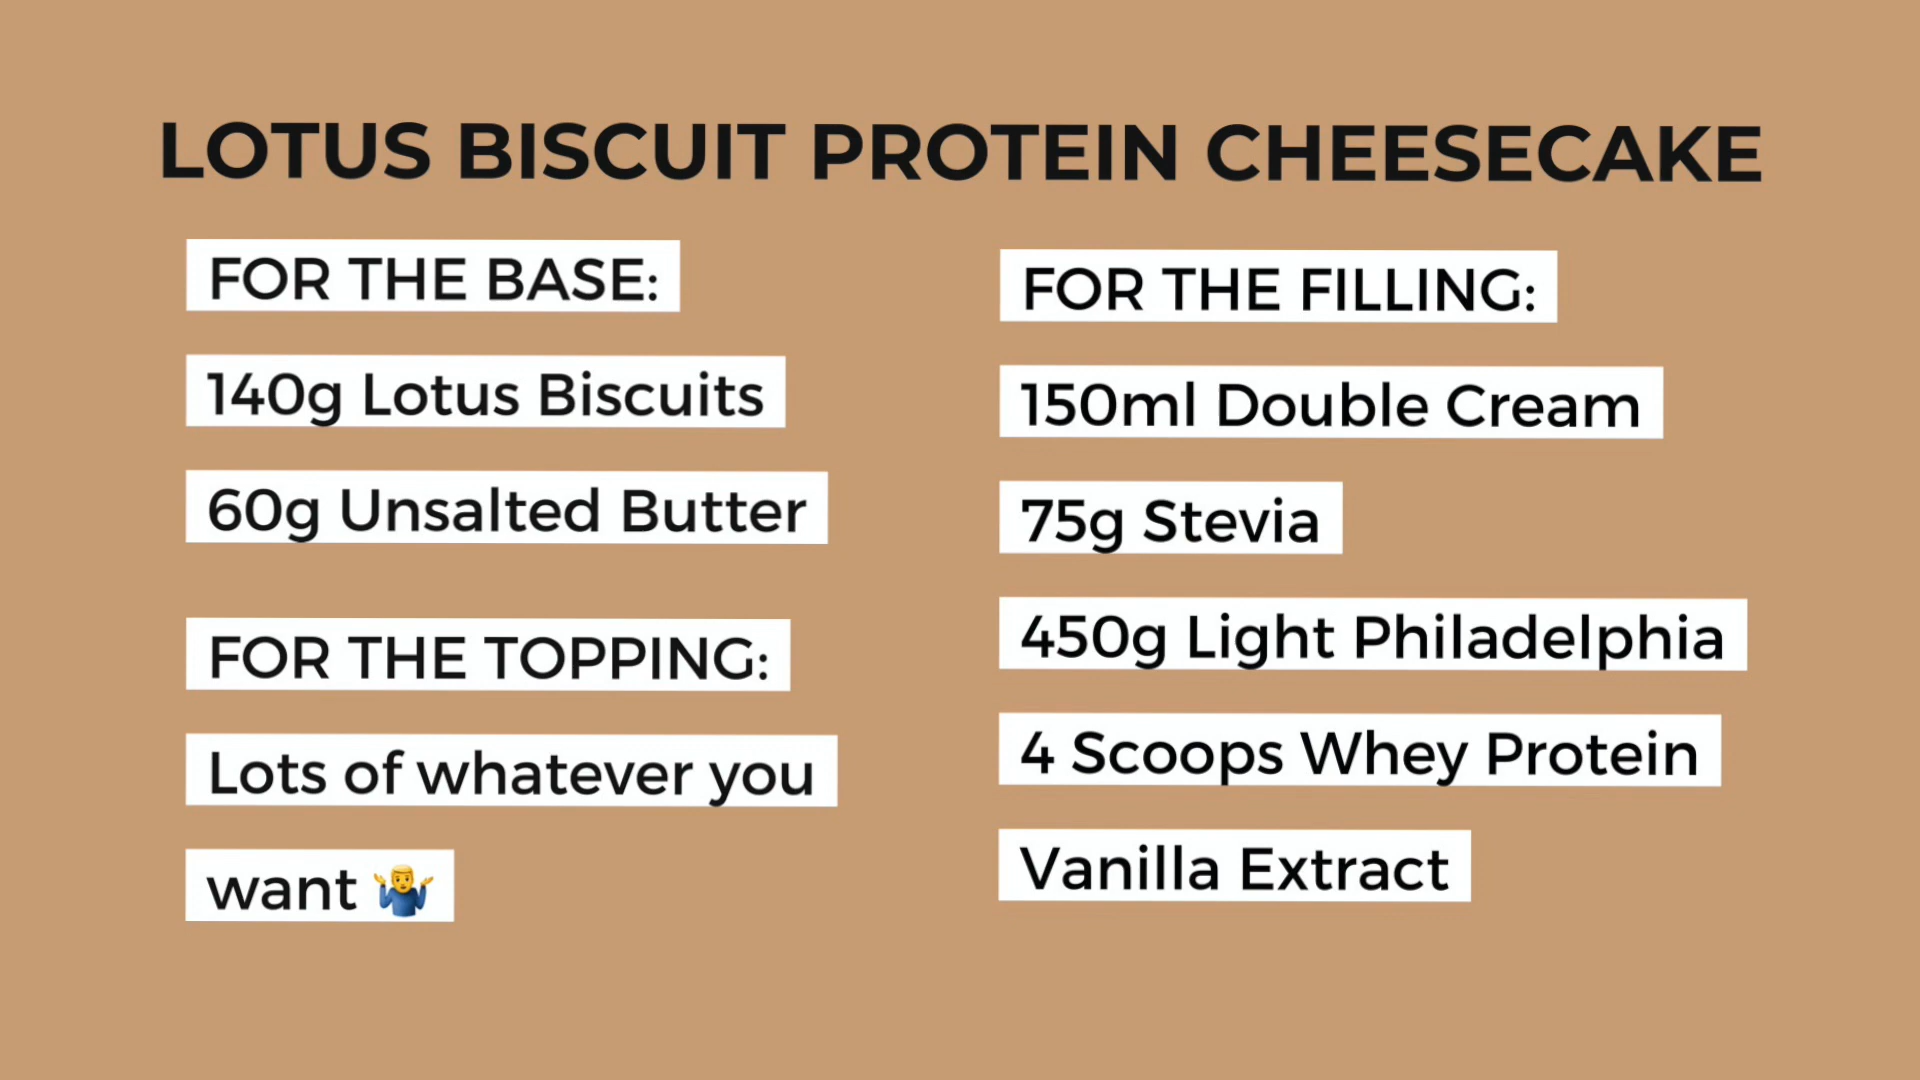 LOTUS BISCUIT PROTEIN CHEESECAKE
FOR THE BASE:
140g Lotus Biscuits
60g Unsalted Butter
FOR THE TOPPING:
Lots of whatever you
want 🤷‍♂️
FOR THE FILLING:
150ml Double Cream
75g Stevia
450g Light Philadelphia
4 Scoops Whey Protein
Vanilla Extract